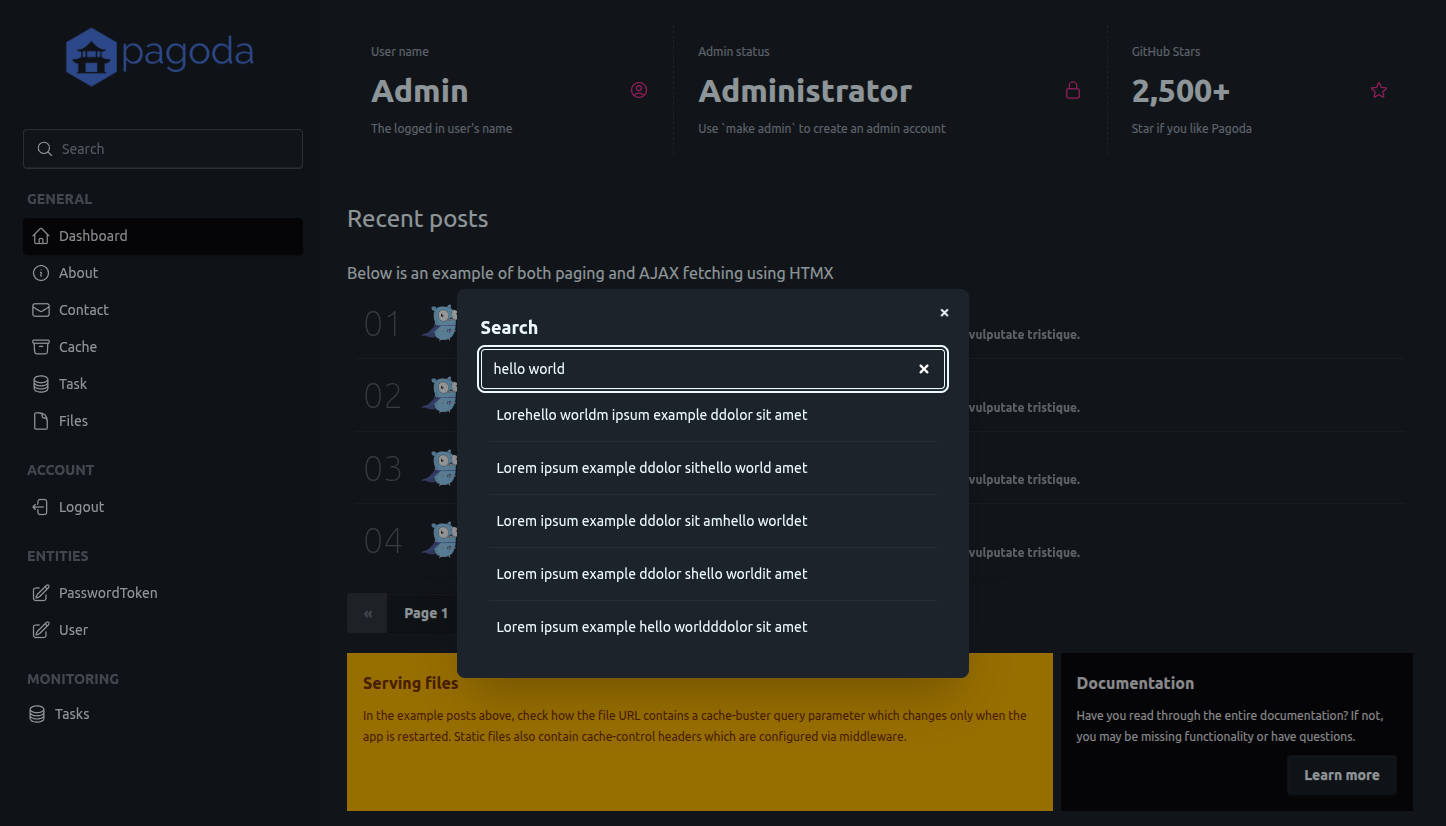 pagoda
Search
GENERAL
Dashboard
About
Contact
Cache
Task
Files
ACCOUNT
Logout
ENTITIES
PasswordToken
User
MONITORING
Tasks
User name
Admin
The logged in user's name
Admin status
Administrator
Use `make admin` to create an admin account
GitHub Stars
2,500+
Star if you like Pagoda
Recent posts
Below is an example of both paging and AJAX fetching using HTMX
01
vulputate tristique.
02
vulputate tristique.
03
vulputate tristique.
04
vulputate tristique.
«
Page 1
Search
hello world
Lorehello worldm ipsum example ddolor sit amet
Lorem ipsum example ddolor sithello world amet
Lorem ipsum example ddolor sit amhello worldet
Lorem ipsum example ddolor shello worldit amet
Lorem ipsum example hello worldddolor sit amet
Serving files
In the example posts above, check how the file URL contains a cache-buster query parameter which changes only when the
app is restarted. Static files also contain cache-control headers which are configured via middleware.
Documentation
Have you read through the entire documentation? If not,
you may be missing functionality or have questions.
Learn more